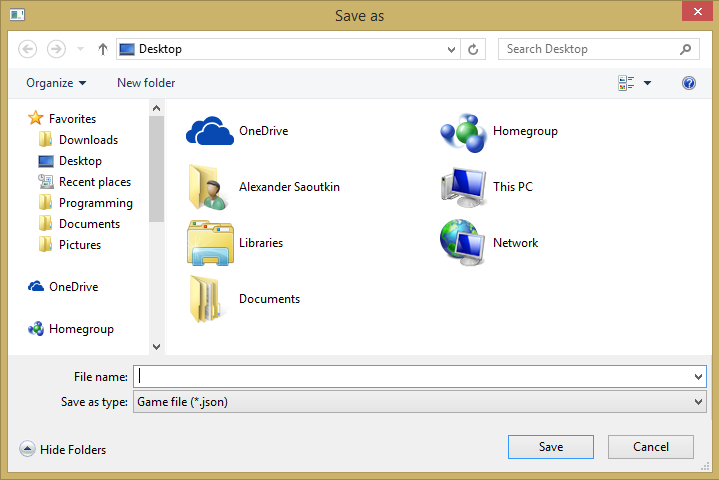 Save as
Desktop
Search Desktop
Organize
New folder
Favorites
Downloads
Desktop
Recent places
Programming
Documents
Pictures
OneDrive
Homegroup
OneDrive
Homegroup
Alexander Saoutkin
This PC
Libraries
Network
Documents
File name:
Save as type: Game file (*.json)
Hide Folders
Save
Cancel